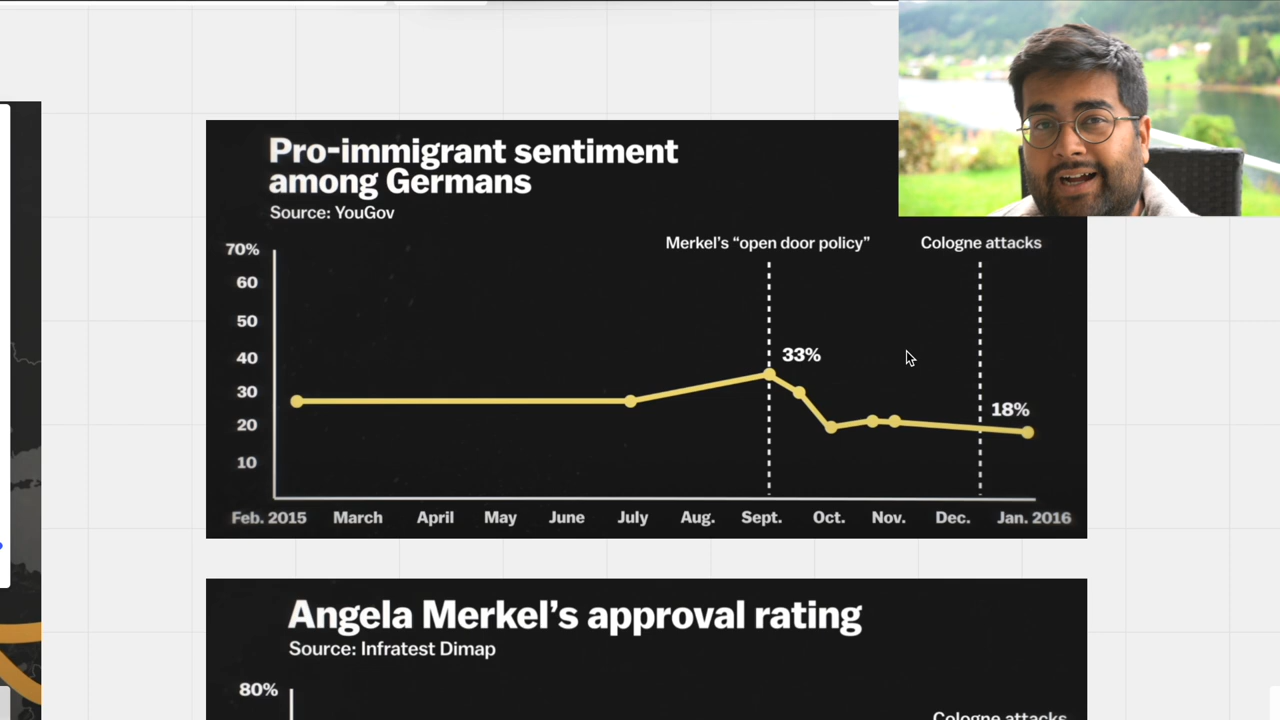 Pro-immigrant sentiment
among Germans
Source: YouGov
Merkel's “open door policy”
Cologne attacks
70%
60
50
40
30
20
10
33%
18%
Feb. 2015 March April May June July Aug. Sept. Oct. Nov. Dec. Jan. 2016
Angela Merkel's approval rating
Source: Infratest Dimap
80%
Cologne attacks